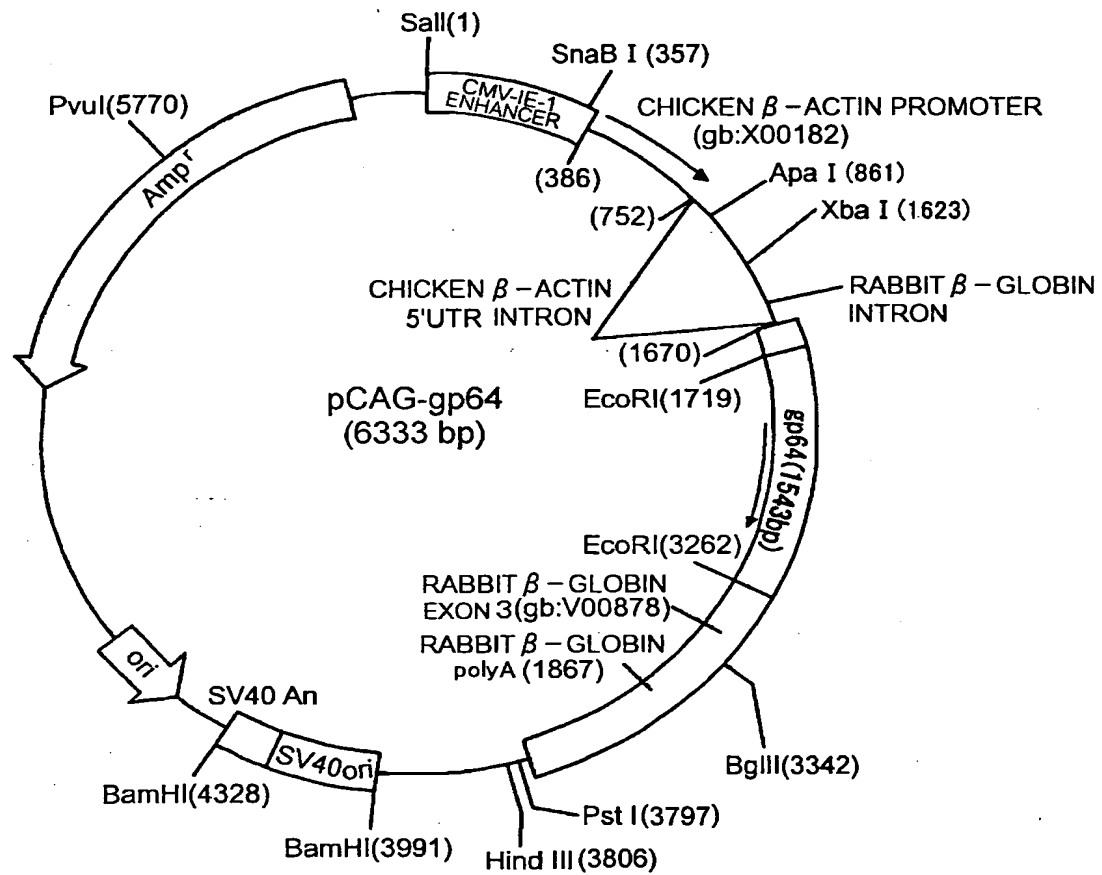 SalI(1)
SnaB I (357)
PvuI(5770)
CMV-IE-1
ENHANCER
CHICKEN β-ACTIN PROMOTER
(gb:X00182)
Amp r
(386)
Apa I (861)
(752)
Xba I (1623)
CHICKEN β-ACTIN
5'UTR INTRON
RABBIT β-GLOBIN
INTRON
(1670)
EcoRI(1719)
pCAG-gp64
(6333 bp)
gp64(1543bp)
EcoRI(3262)
RABBIT β-GLOBIN
EXON 3(gb:V00878)
RABBIT β-GLOBIN
polyA (1867)
ori
SV40 An
SV40ori
BglII(3342)
BamHI(4328)
Pst I(3797)
BamHI(3991)
Hind III(3806)